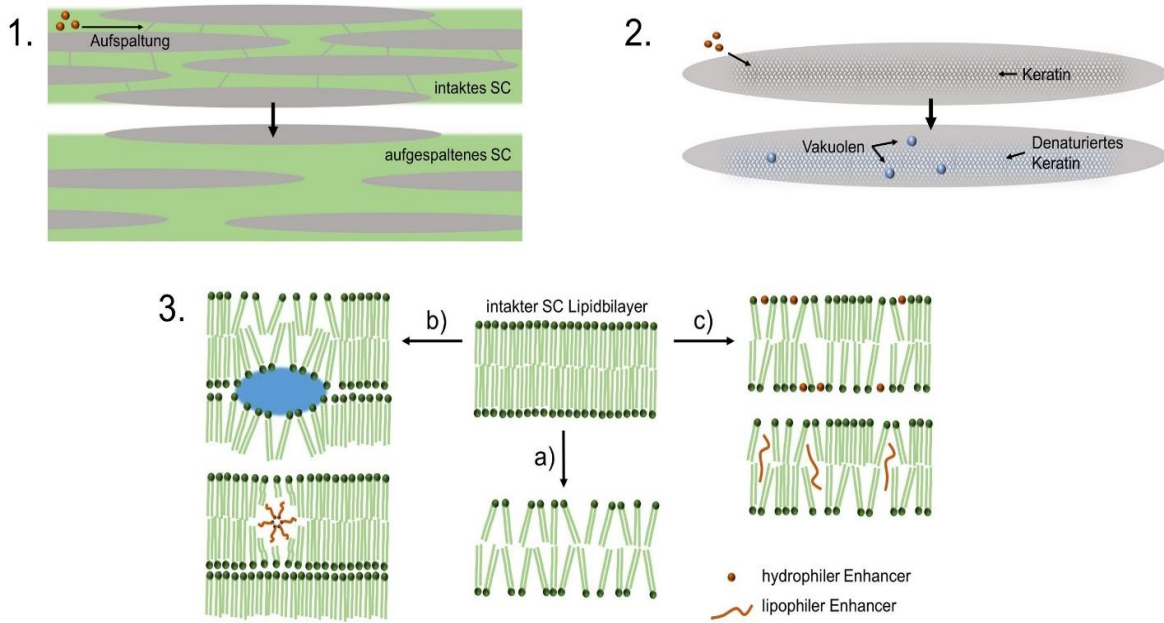 1.
Aufspaltung
intaktes SC
aufgespaltenes SC
2.
Keratin
Vakuolen
Denaturiertes
Keratin
3.
b)
intakter SC Lipidbilayer
c)
a)
hydrophiler Enhancer
lipophiler Enhancer